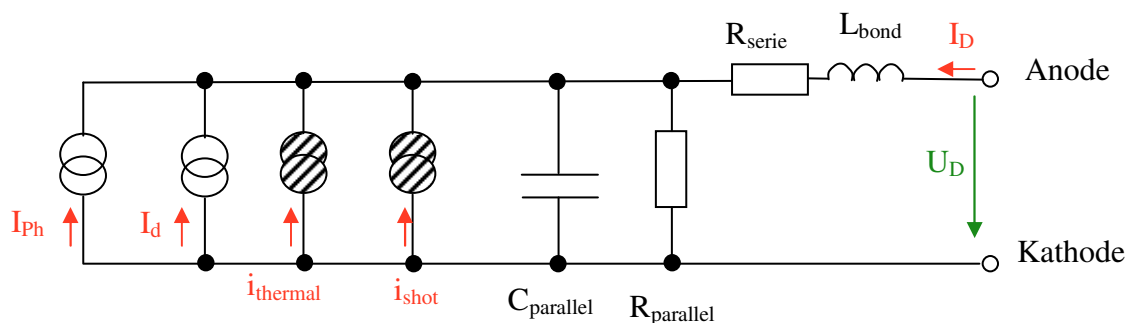 R_serie
L_bond
I_D
Anode
U_D
I_Ph
I_d
Kathode
i_thermal
i_shot
C_parallel
R_parallel